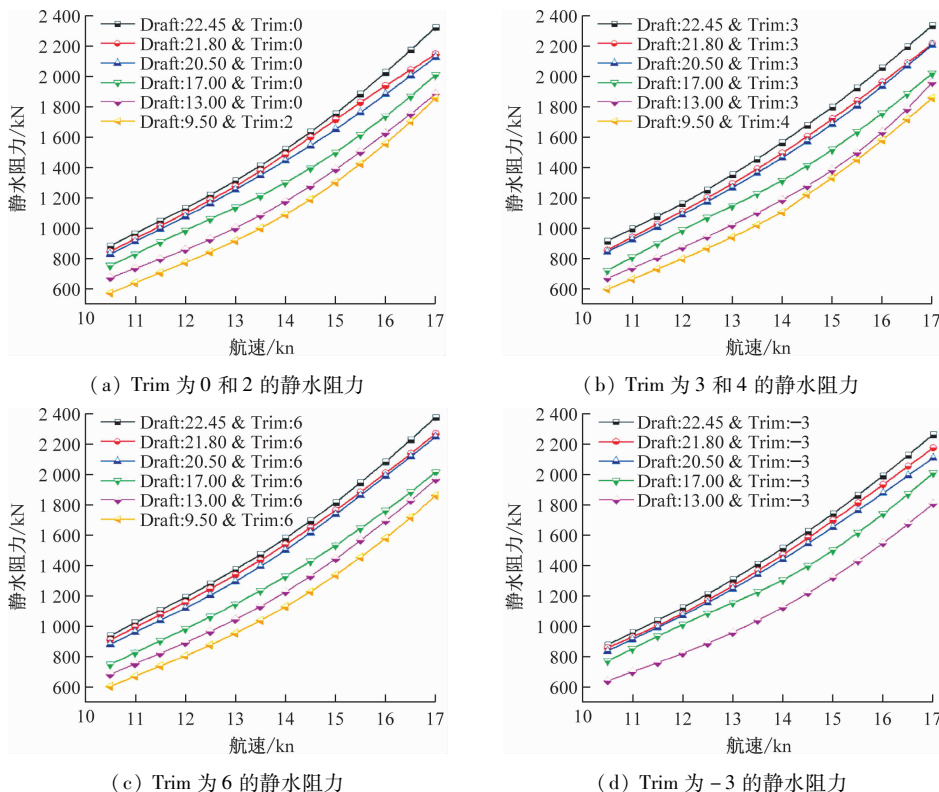 2 400
2 200
2 000
1 800
1 600
1 400
1 200
1 000
800
600
静水阻力/kN
Draft:22.45 & Trim:0
Draft:21.80 & Trim:0
Draft:20.50 & Trim:0
Draft:17.00 & Trim:0
Draft:13.00 & Trim:0
Draft:9.50 & Trim:2
10 11 12 13 14 15 16 17
航速/kn
(a) Trim 为 0 和 2 的静水阻力
2 400
2 200
2 000
1 800
1 600
1 400
1 200
1 000
800
600
静水阻力/kN
Draft:22.45 & Trim:3
Draft:21.80 & Trim:3
Draft:20.50 & Trim:3
Draft:17.00 & Trim:3
Draft:13.00 & Trim:3
Draft:9.50 & Trim:4
10 11 12 13 14 15 16 17
航速/kn
(b) Trim 为 3 和 4 的静水阻力
2 400
2 200
2 000
1 800
1 600
1 400
1 200
1 000
800
600
静水阻力/kN
Draft:22.45 & Trim:6
Draft:21.80 & Trim:6
Draft:20.50 & Trim:6
Draft:17.00 & Trim:6
Draft:13.00 & Trim:6
Draft:9.50 & Trim:6
10 11 12 13 14 15 16 17
航速/kn
(c) Trim 为 6 的静水阻力
2 400
2 200
2 000
1 800
1 600
1 400
1 200
1 000
800
600
静水阻力/kN
Draft:22.45 & Trim:−3
Draft:21.80 & Trim:−3
Draft:20.50 & Trim:−3
Draft:17.00 & Trim:−3
Draft:13.00 & Trim:−3
10 11 12 13 14 15 16 17
航速/kn
(d) Trim 为 −3 的静水阻力